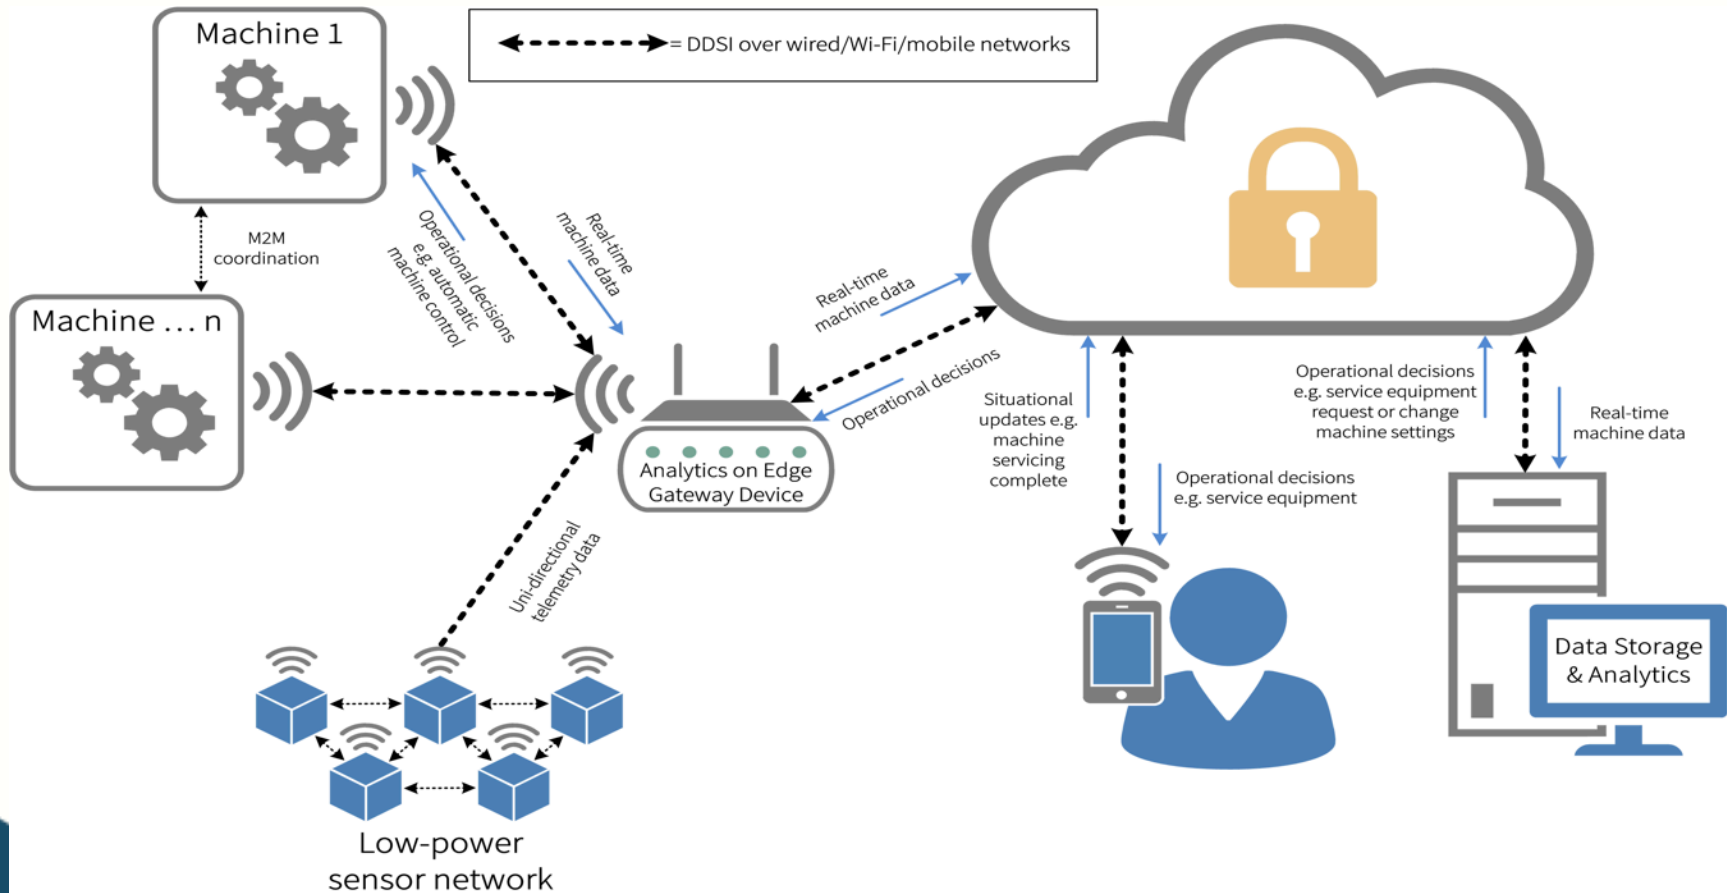 Machine 1
= DDSI over wired/Wi-Fi/mobile networks
M2M
coordination
Machine ... n
Operational decisions
e.g. automatic
machine control
Real-time
machine data
Real-time
machine data
Operational decisions
Analytics on Edge
Gateway Device
Uni-directional
telemetry data
Low-power
sensor network
Situational
updates e.g.
machine
servicing
complete
Operational decisions
e.g. service equipment
Operational decisions
e.g. service equipment
request or change
machine settings
Real-time
machine data
Data Storage
& Analytics